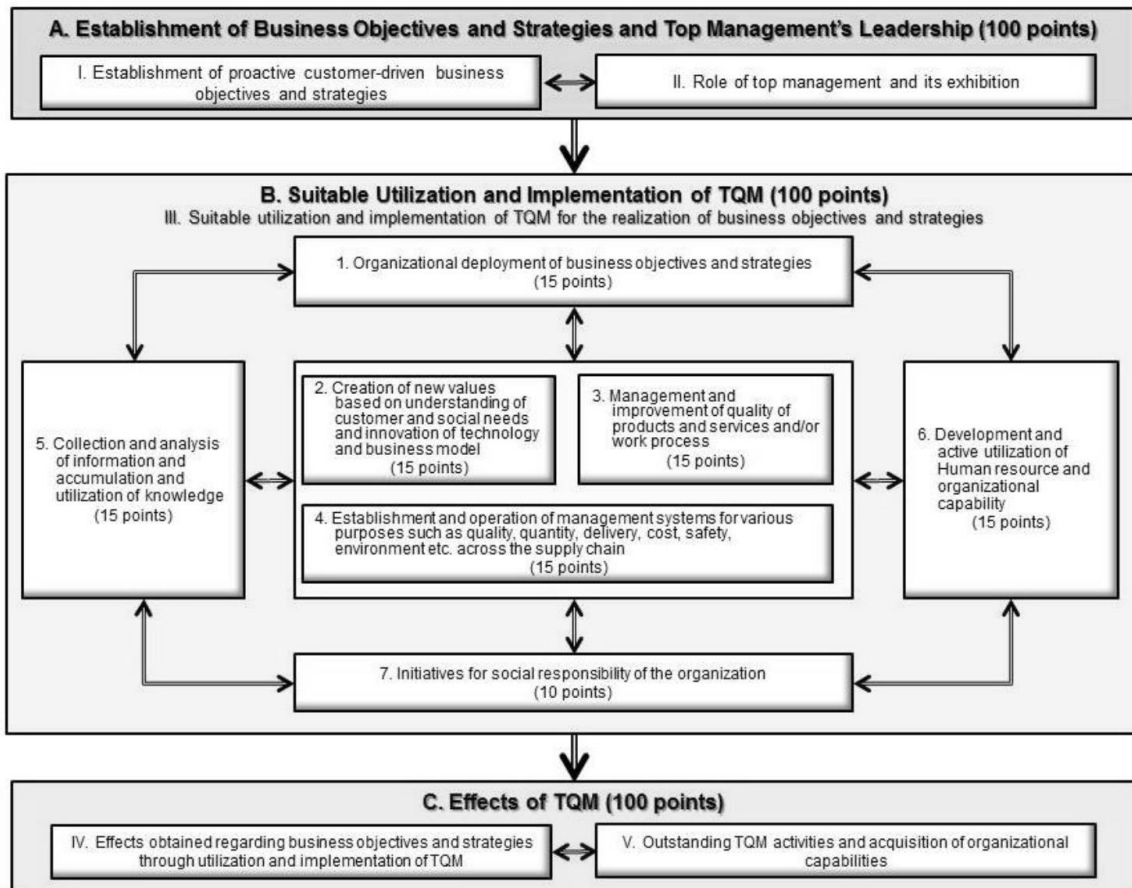 A. Establishment of Business Objectives and Strategies and Top Management's Leadership (100 points)
I. Establishment of proactive customer-driven business
objectives and strategies
II. Role of top management and its exhibition
B. Suitable Utilization and Implementation of TQM (100 points)
III. Suitable utilization and implementation of TQM for the realization of business objectives and strategies
1. Organizational deployment of business objectives and strategies
(15 points)
2. Creation of new values
based on understanding of
customer and social needs
and innovation of technology
and business model
(15 points)
3. Management and
improvement of quality of
products and services and/or
work process
(15 points)
4. Establishment and operation of management systems for various
purposes such as quality, quantity, delivery, cost, safety,
environment etc. across the supply chain
(15 points)
5. Collection and analysis
of information and
accumulation and
utilization of knowledge
(15 points)
6. Development and
active utilization of
Human resource and
organizational
capability
(15 points)
7. Initiatives for social responsibility of the organization
(10 points)
C. Effects of TQM (100 points)
IV. Effects obtained regarding business objectives and strategies
through utilization and implementation of TQM
V. Outstanding TQM activities and acquisition of organizational
capabilities